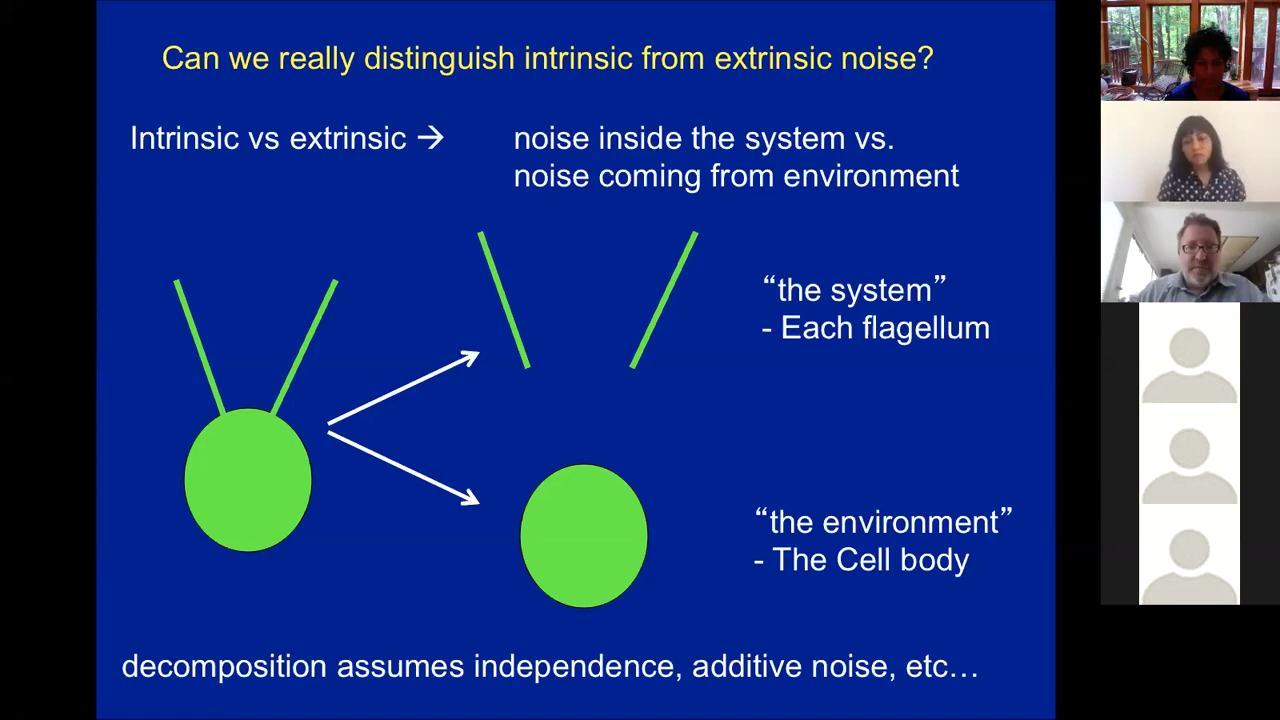 Can we really distinguish intrinsic from extrinsic noise?
Intrinsic vs extrinsic →
noise inside the system vs.
noise coming from environment
“the system”
- Each flagellum
“the environment”
- The Cell body
decomposition assumes independence, additive noise, etc…